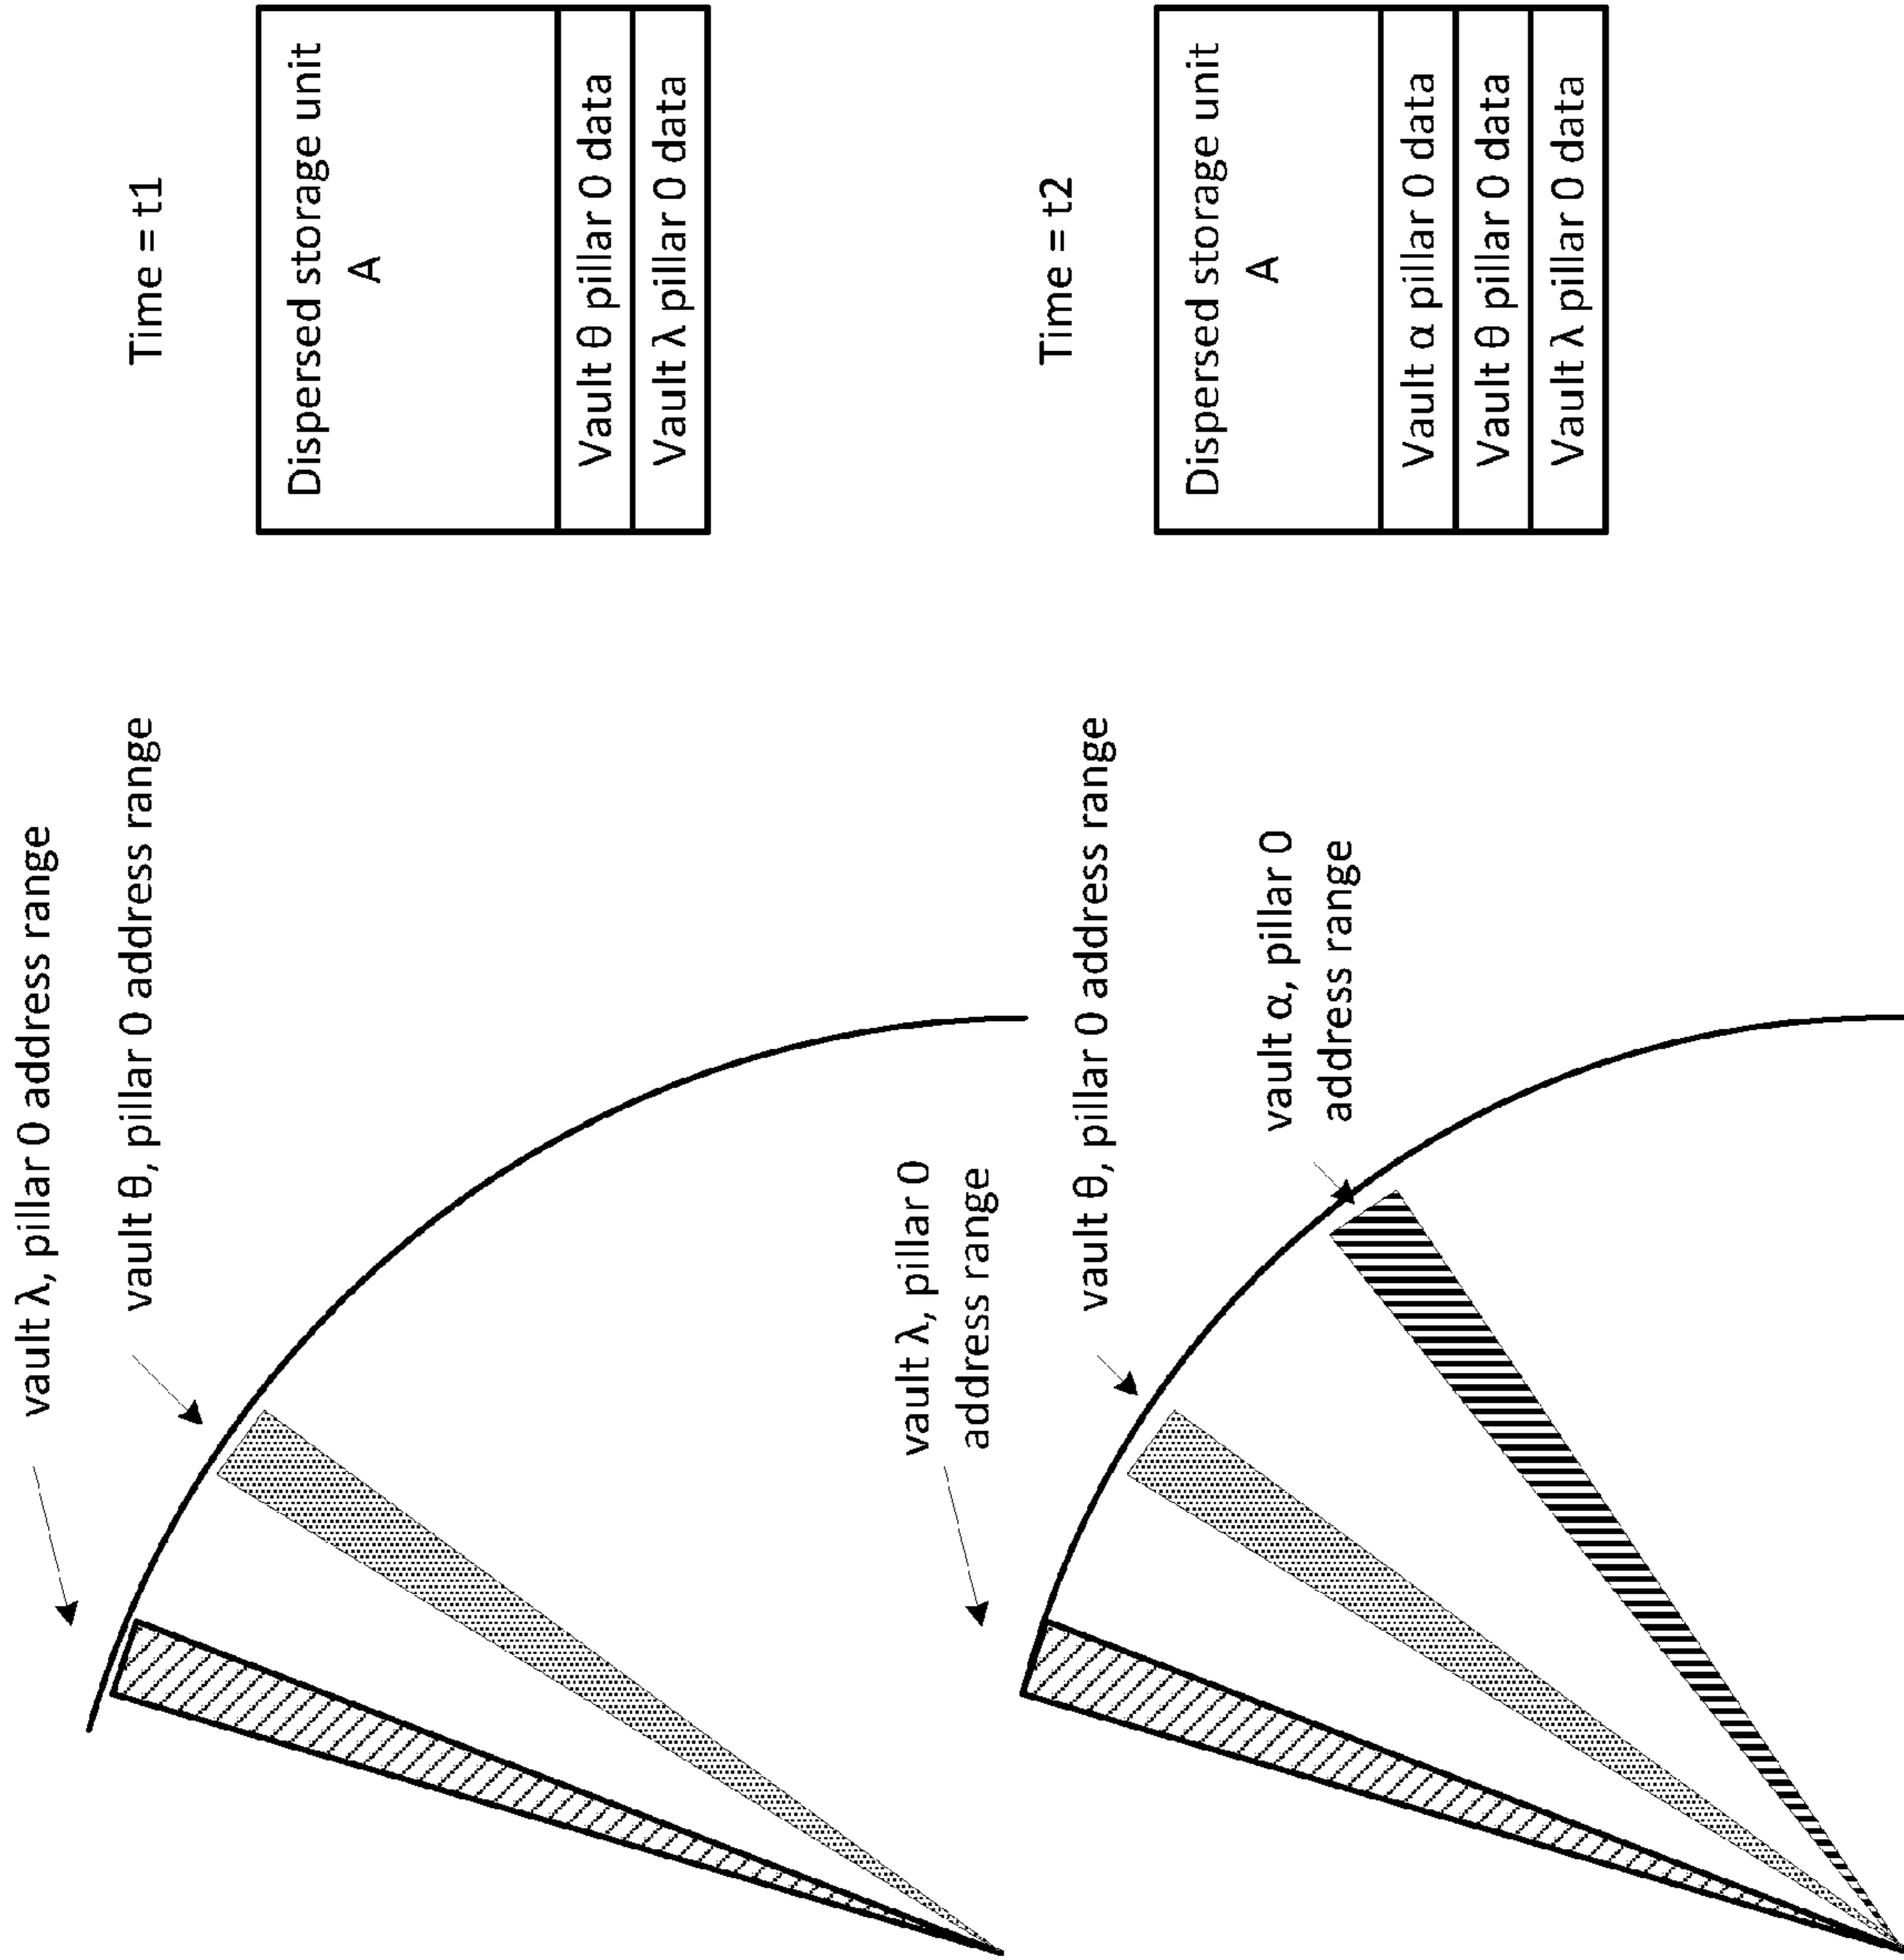 vault λ, pillar 0 address range
vault θ, pillar 0 address range
Time = t1
Dispersed storage unit
A
Vault θ pillar 0 data
Vault λ pillar 0 data
vault λ, pillar 0
address range
vault θ, pillar 0 address range
vault α, pillar 0
address range
Time = t2
Dispersed storage unit
A
Vault α pillar 0 data
Vault θ pillar 0 data
Vault λ pillar 0 data